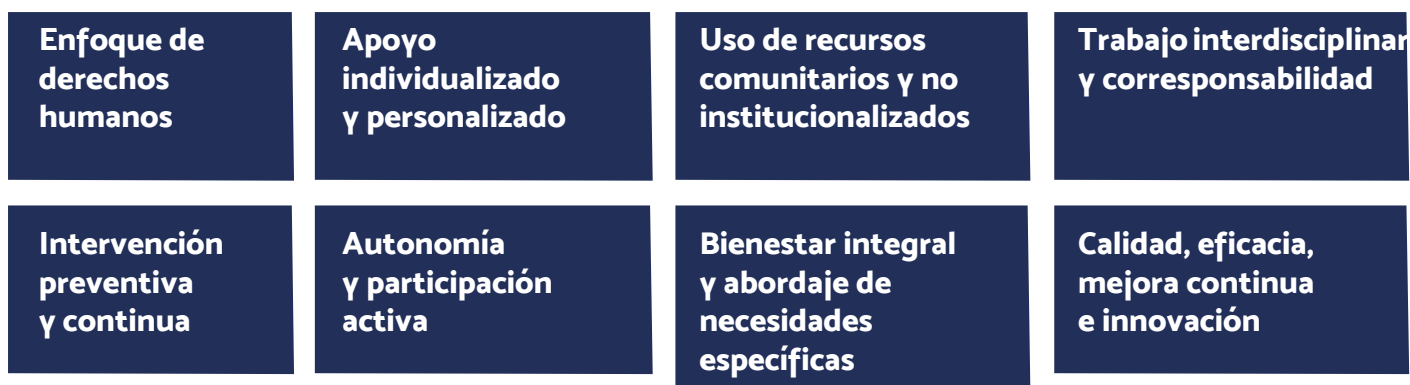 Enfoque de
derechos
humanos
Apoyo
individualizado
y personalizado
Uso de recursos
comunitarios y no
institucionalizados
Trabajo interdisciplinar
y corresponsabilidad
Intervención
preventiva
y continua
Autonomía
y participación
activa
Bienestar integral
y abordaje de
necesidades
específicas
Calidad, eficacia,
mejora continua
e innovación